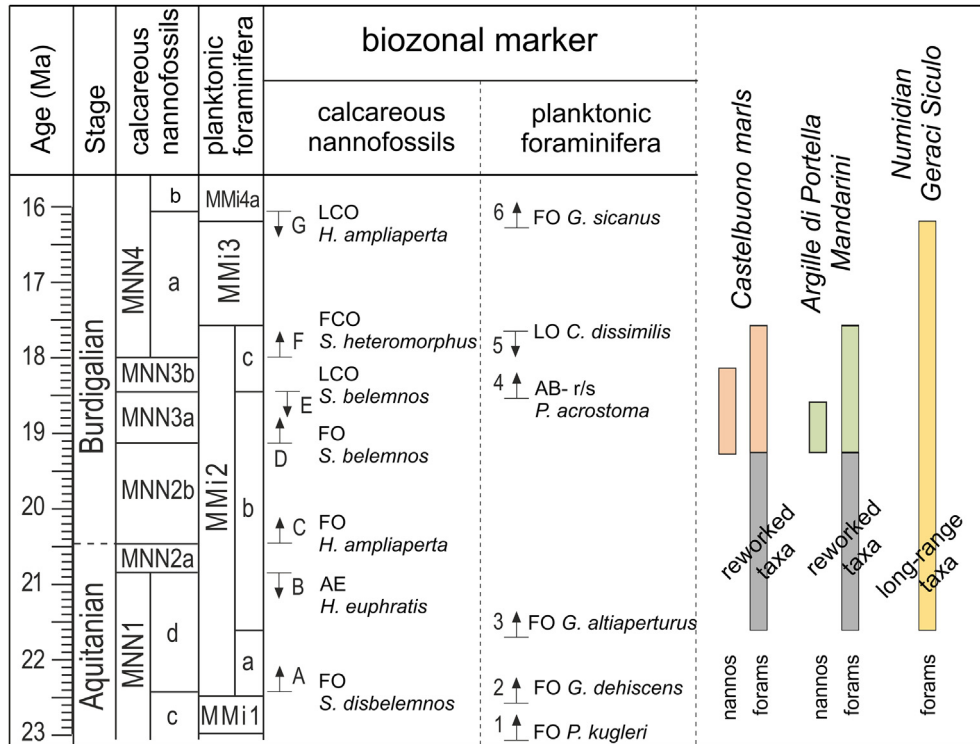 Age (Ma)
Stage
calcareous
nannofossils
planktonic
foraminifera
biozonal marker
calcareous
nannofossils
planktonic
foraminifera
Castelbuono marls
Argille di Portella
Mandarini
Numidian
Geraci Siculo
16
17
18
19
20
21
22
23
Burdigalian
Aquitanian
MNN4
b
a
MNN3b
MNN3a
MNN2b
MNN2a
MNN1
d
c
MMi4a
MMi3
MMi2
c
b
a
MMi1
G
LCO
H. ampliaperta
F
FCO
S. heteromorphus
E
LCO
S. belemnos
D
FO
S. belemnos
C
FO
H. ampliaperta
B
AE
H. euphratis
A
FO
S. disbelemnos
6 FO G. sicanus
5 LO C. dissimilis
4 AB- r/s
P. acrostoma
3 FO G. altiaperturus
2 FO G. dehiscens
1 FO P. kugleri
reworked
taxa
reworked
taxa
long-range
taxa
nannos
forams
nannos
forams
forams